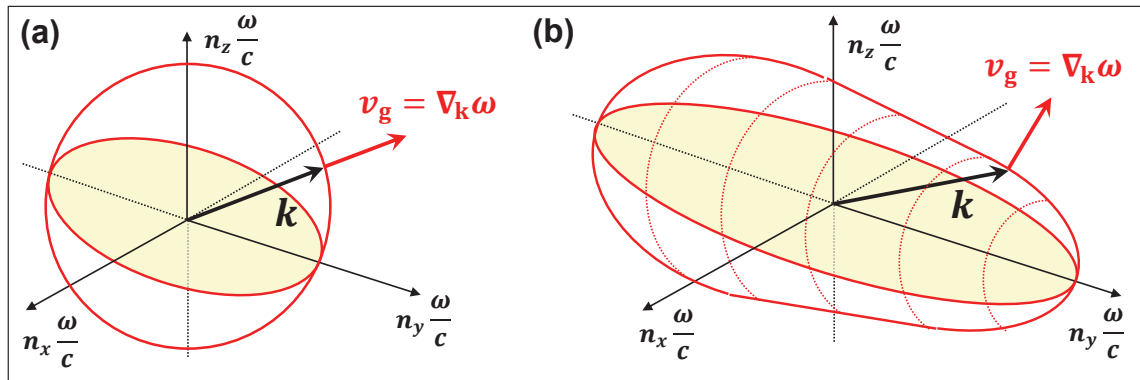 (a)
n_z ω/c
v_g = ∇_k ω
k
n_x ω/c
n_y ω/c
(b)
n_z ω/c
v_g = ∇_k ω
k
n_x ω/c
n_y ω/c